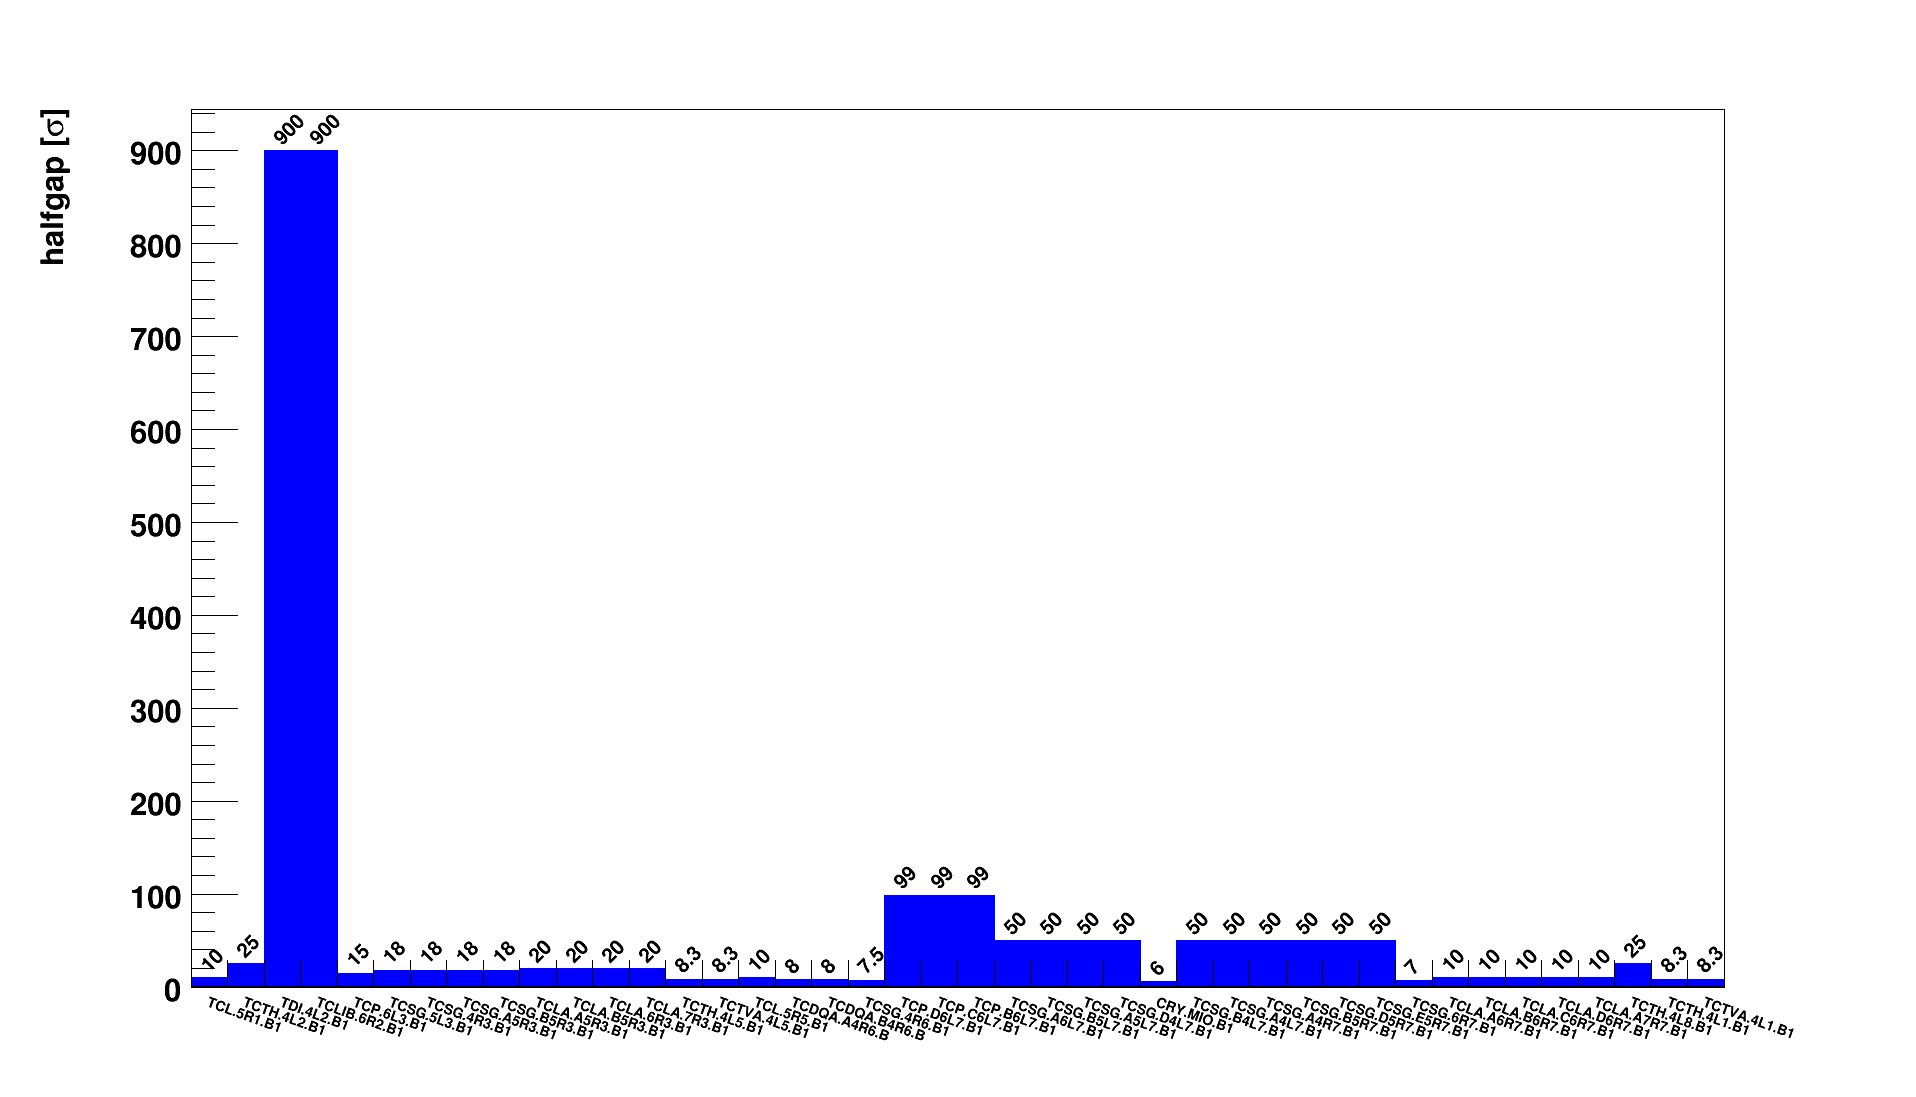 halfgap [σ]
900
800
700
600
500
400
300
200
100
0
10 25 900 900 15 18 18 18 18 20 20 20 20 8.3 8.3 10 8 8 7.5 99 99 99 50 50 50 50 6 50 50 50 50 50 50 7 10 10 10 10 10 25 8.3 8.3
TCL.5R1.B1
TCTH.4L2.B1
TDI.4L2.B1
TCLIB.6R2.B1
TCP.6L3.B1
TCSG.5L3.B1
TCSG.4R3.B1
TCSG.A5R3.B1
TCSG.B5R3.B1
TCLA.A5R3.B1
TCLA.B5R3.B1
TCLA.6R3.B1
TCLA.7R3.B1
TCTH.4L5.B1
TCTVA.4L5.B1
TCL.5R5.B1
TCDQA.A4R6.B
TCDQA.B4R6.B
TCSG.4R6.B1
TCP.D6L7.B1
TCP.C6L7.B1
TCP.B6L7.B1
TCSG.A6L7.B1
TCSG.B5L7.B1
TCSG.A5L7.B1
TCSG.D4L7.B1
CRY.MIO.B1
TCSG.B4L7.B1
TCSG.A4L7.B1
TCSG.A4R7.B1
TCSG.B5R7.B1
TCSG.D5R7.B1
TCSG.E5R7.B1
TCSG.6R7.B1
TCLA.A6R7.B1
TCLA.B6R7.B1
TCLA.C6R7.B1
TCLA.D6R7.B1
TCLA.A7R7.B1
TCTH.4L8.B1
TCTH.4L1.B1
TCTVA.4L1.B1